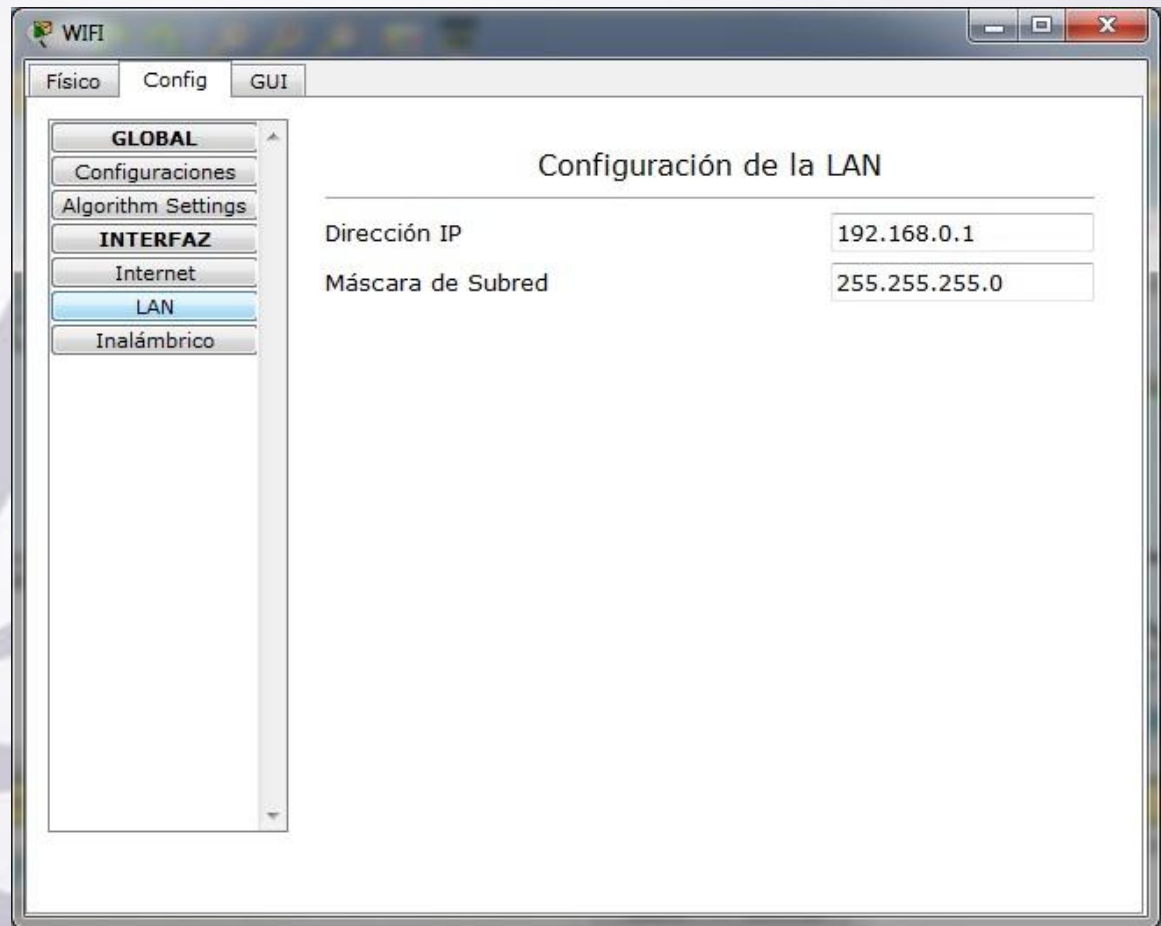 WIFI
Físico
Config
GUI
GLOBAL
Configuraciones
Algorithm Settings
INTERFAZ
Internet
LAN
Inalámbrico
Configuración de la LAN
Dirección IP
192.168.0.1
Máscara de Subred
255.255.255.0